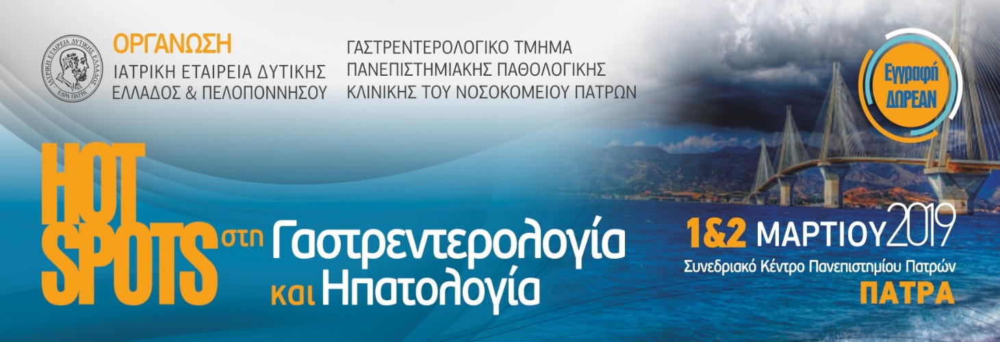 ΟΡΓΑΝΩΣΗ
ΙΑΤΡΙΚΗ ΕΤΑΙΡΕΙΑ ΔΥΤΙΚΗΣ
ΕΛΛΑΔΟΣ & ΠΕΛΟΠΟΝΝΗΣΟΥ
ΓΑΣΤΡΕΝΤΕΡΟΛΟΓΙΚΟ ΤΜΗΜΑ
ΠΑΝΕΠΙΣΤΗΜΙΑΚΗΣ ΠΑΘΟΛΟΓΙΚΗΣ
ΚΛΙΝΙΚΗΣ ΤΟΥ ΝΟΣΟΚΟΜΕΙΟΥ ΠΑΤΡΩΝ
ΙΑΤΡΙΚΗ ΕΤΑΙΡΕΙΑ ΔΥΤΙΚΗΣ ΕΛΛΑΔΟΣ
ΕΔΡΑ ΠΑΤΡΑ
Εγγραφή
ΔΩΡΕΑΝ
HOT
SPOTS στη Γαστρεντερολογία
και Ηπατολογία
1&2 ΜΑΡΤΙΟΥ 2019
Συνεδριακό Κέντρο Πανεπιστημίου Πατρών
ΠΑΤΡΑ